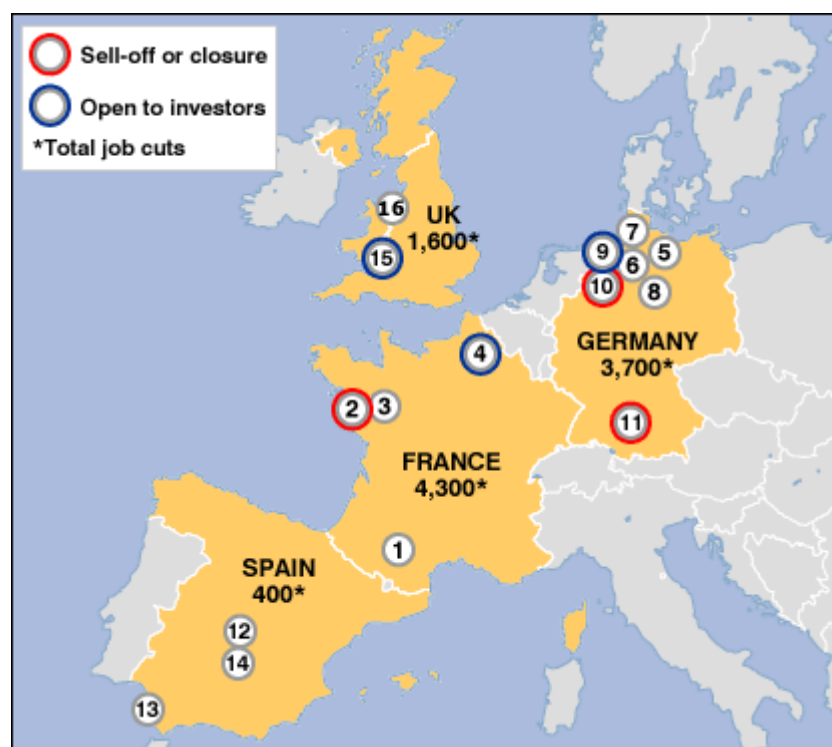 Sell-off or closure
Open to investors
*Total job cuts
16
UK
1,600*
15
7
9
5
6
10
8
GERMANY
3,700*
4
2
3
11
FRANCE
4,300*
1
SPAIN
400*
12
14
13